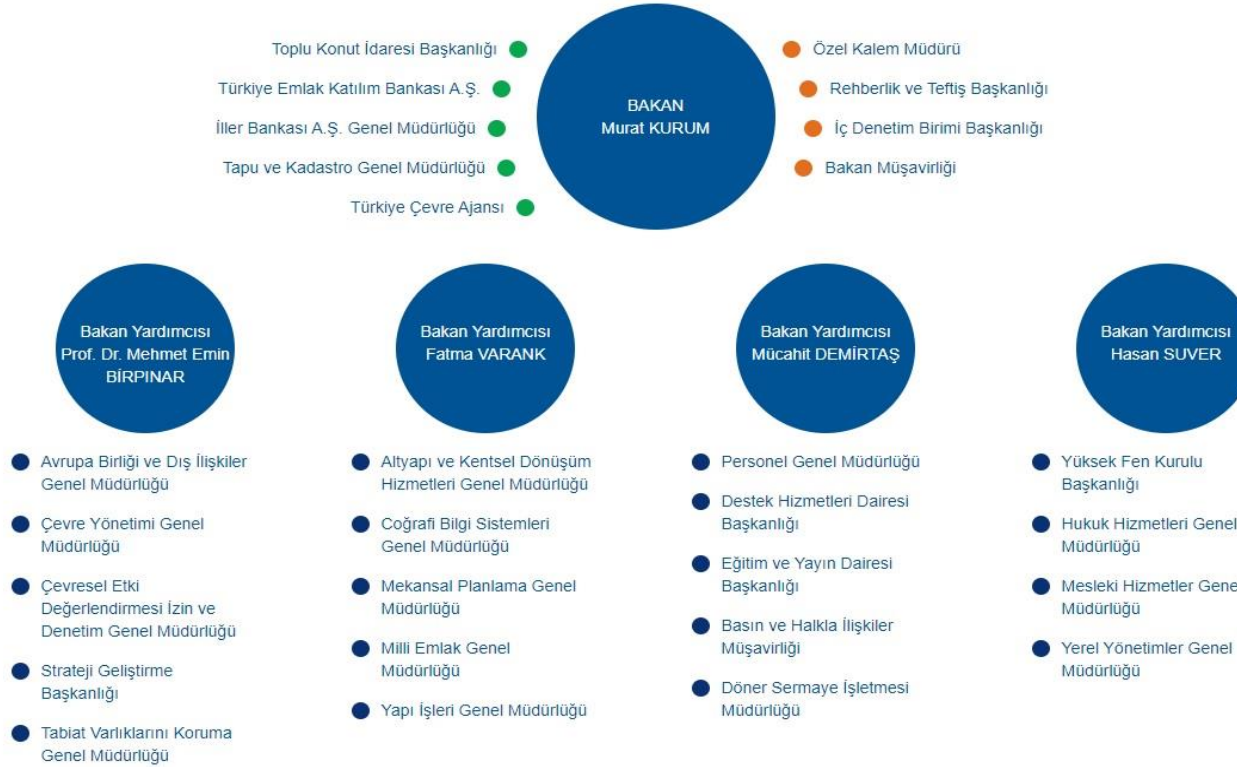 Toplu Konut İdaresi Başkanlığı
Türkiye Emlak Katılım Bankası A.Ş.
İller Bankası A.Ş. Genel Müdürlüğü
Tapu ve Kadastro Genel Müdürlüğü
Türkiye Çevre Ajansı
BAKAN
Murat KURUM
Özel Kalem Müdürü
Rehberlik ve Teftiş Başkanlığı
İç Denetim Birimi Başkanlığı
Bakan Müşavirliği
Bakan Yardımcısı
Prof. Dr. Mehmet Emin
BİRPINAR
Avrupa Birliği ve Dış İlişkiler
Genel Müdürlüğü
Çevre Yönetimi Genel
Müdürlüğü
Çevresel Etki
Değerlendirmesi İzin ve
Denetim Genel Müdürlüğü
Strateji Geliştirme
Başkanlığı
Tabiat Varlıklarını Koruma
Genel Müdürlüğü
Bakan Yardımcısı
Fatma VARANK
Altyapı ve Kentsel Dönüşüm
Hizmetleri Genel Müdürlüğü
Coğrafi Bilgi Sistemleri
Genel Müdürlüğü
Mekansal Planlama Genel
Müdürlüğü
Milli Emlak Genel
Müdürlüğü
Yapı İşleri Genel Müdürlüğü
Bakan Yardımcısı
Mücahit DEMİRTAŞ
Personel Genel Müdürlüğü
Destek Hizmetleri Dairesi
Başkanlığı
Eğitim ve Yayın Dairesi
Başkanlığı
Basın ve Halkla İlişkiler
Müşavirliği
Döner Sermaye İşletmesi
Müdürlüğü
Bakan Yardımcısı
Hasan SUVER
Yüksek Fen Kurulu
Başkanlığı
Hukuk Hizmetleri Genel
Müdürlüğü
Mesleki Hizmetler Gene
Müdürlüğü
Yerel Yönetimler Genel
Müdürlüğü